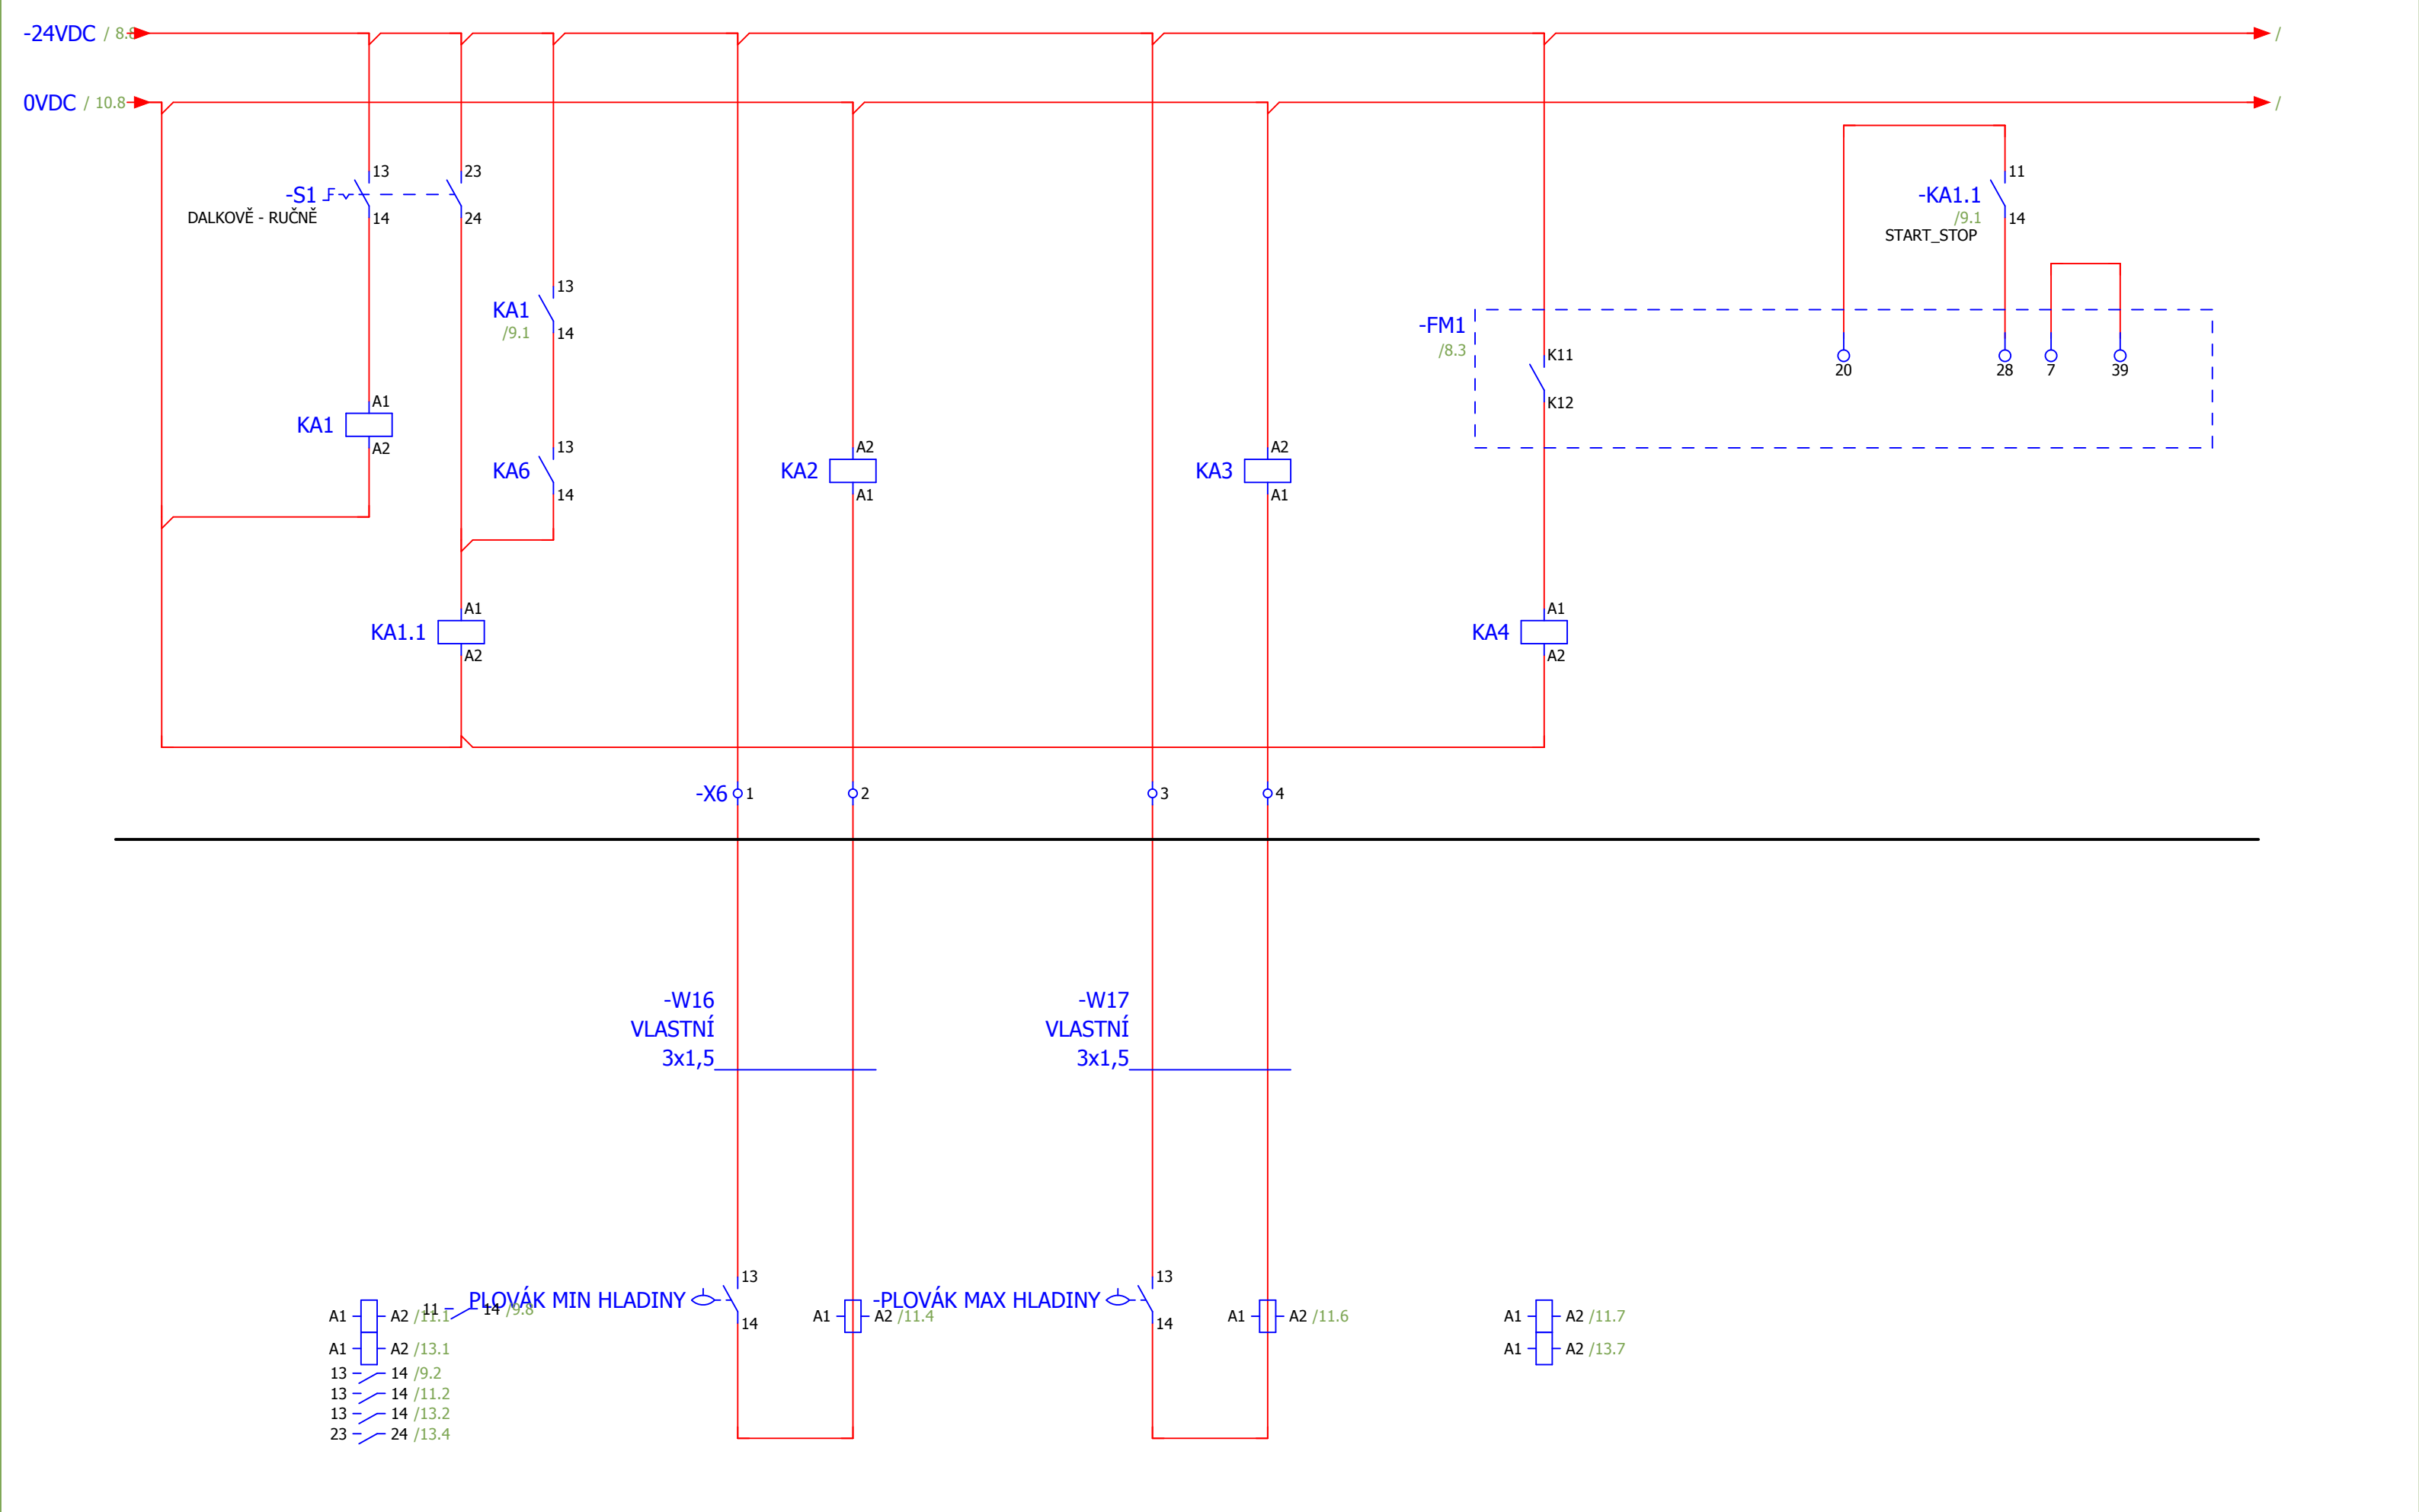 -24VDC / 8.8
/
0VDC / 10.8
/
13
23
11
-S1
-KA1.1
DALKOVĚ - RUČNĚ
14
24
/9.1
14
START_STOP
13
KA1
/9.1
14
-FM1
/8.3
K11
K12
20
28
7
39
A1
KA1
A2
13
KA6
14
A2
KA2
A1
A2
KA3
A1
A1
KA1.1
A2
A1
KA4
A2
-X6
1
2
3
4
-W16
VLASTNÍ
3x1,5
-W17
VLASTNÍ
3x1,5
13
PLOVÁK MIN HLADINY
14
13
-PLOVÁK MAX HLADINY
14
A1 A2 /11.1
11 14 /9.8
A1 A2 /13.1
13 14 /9.2
13 14 /11.2
13 14 /13.2
23 24 /13.4
A1 A2 /11.4
A1 A2 /11.6
A1 A2 /11.7
A1 A2 /13.7